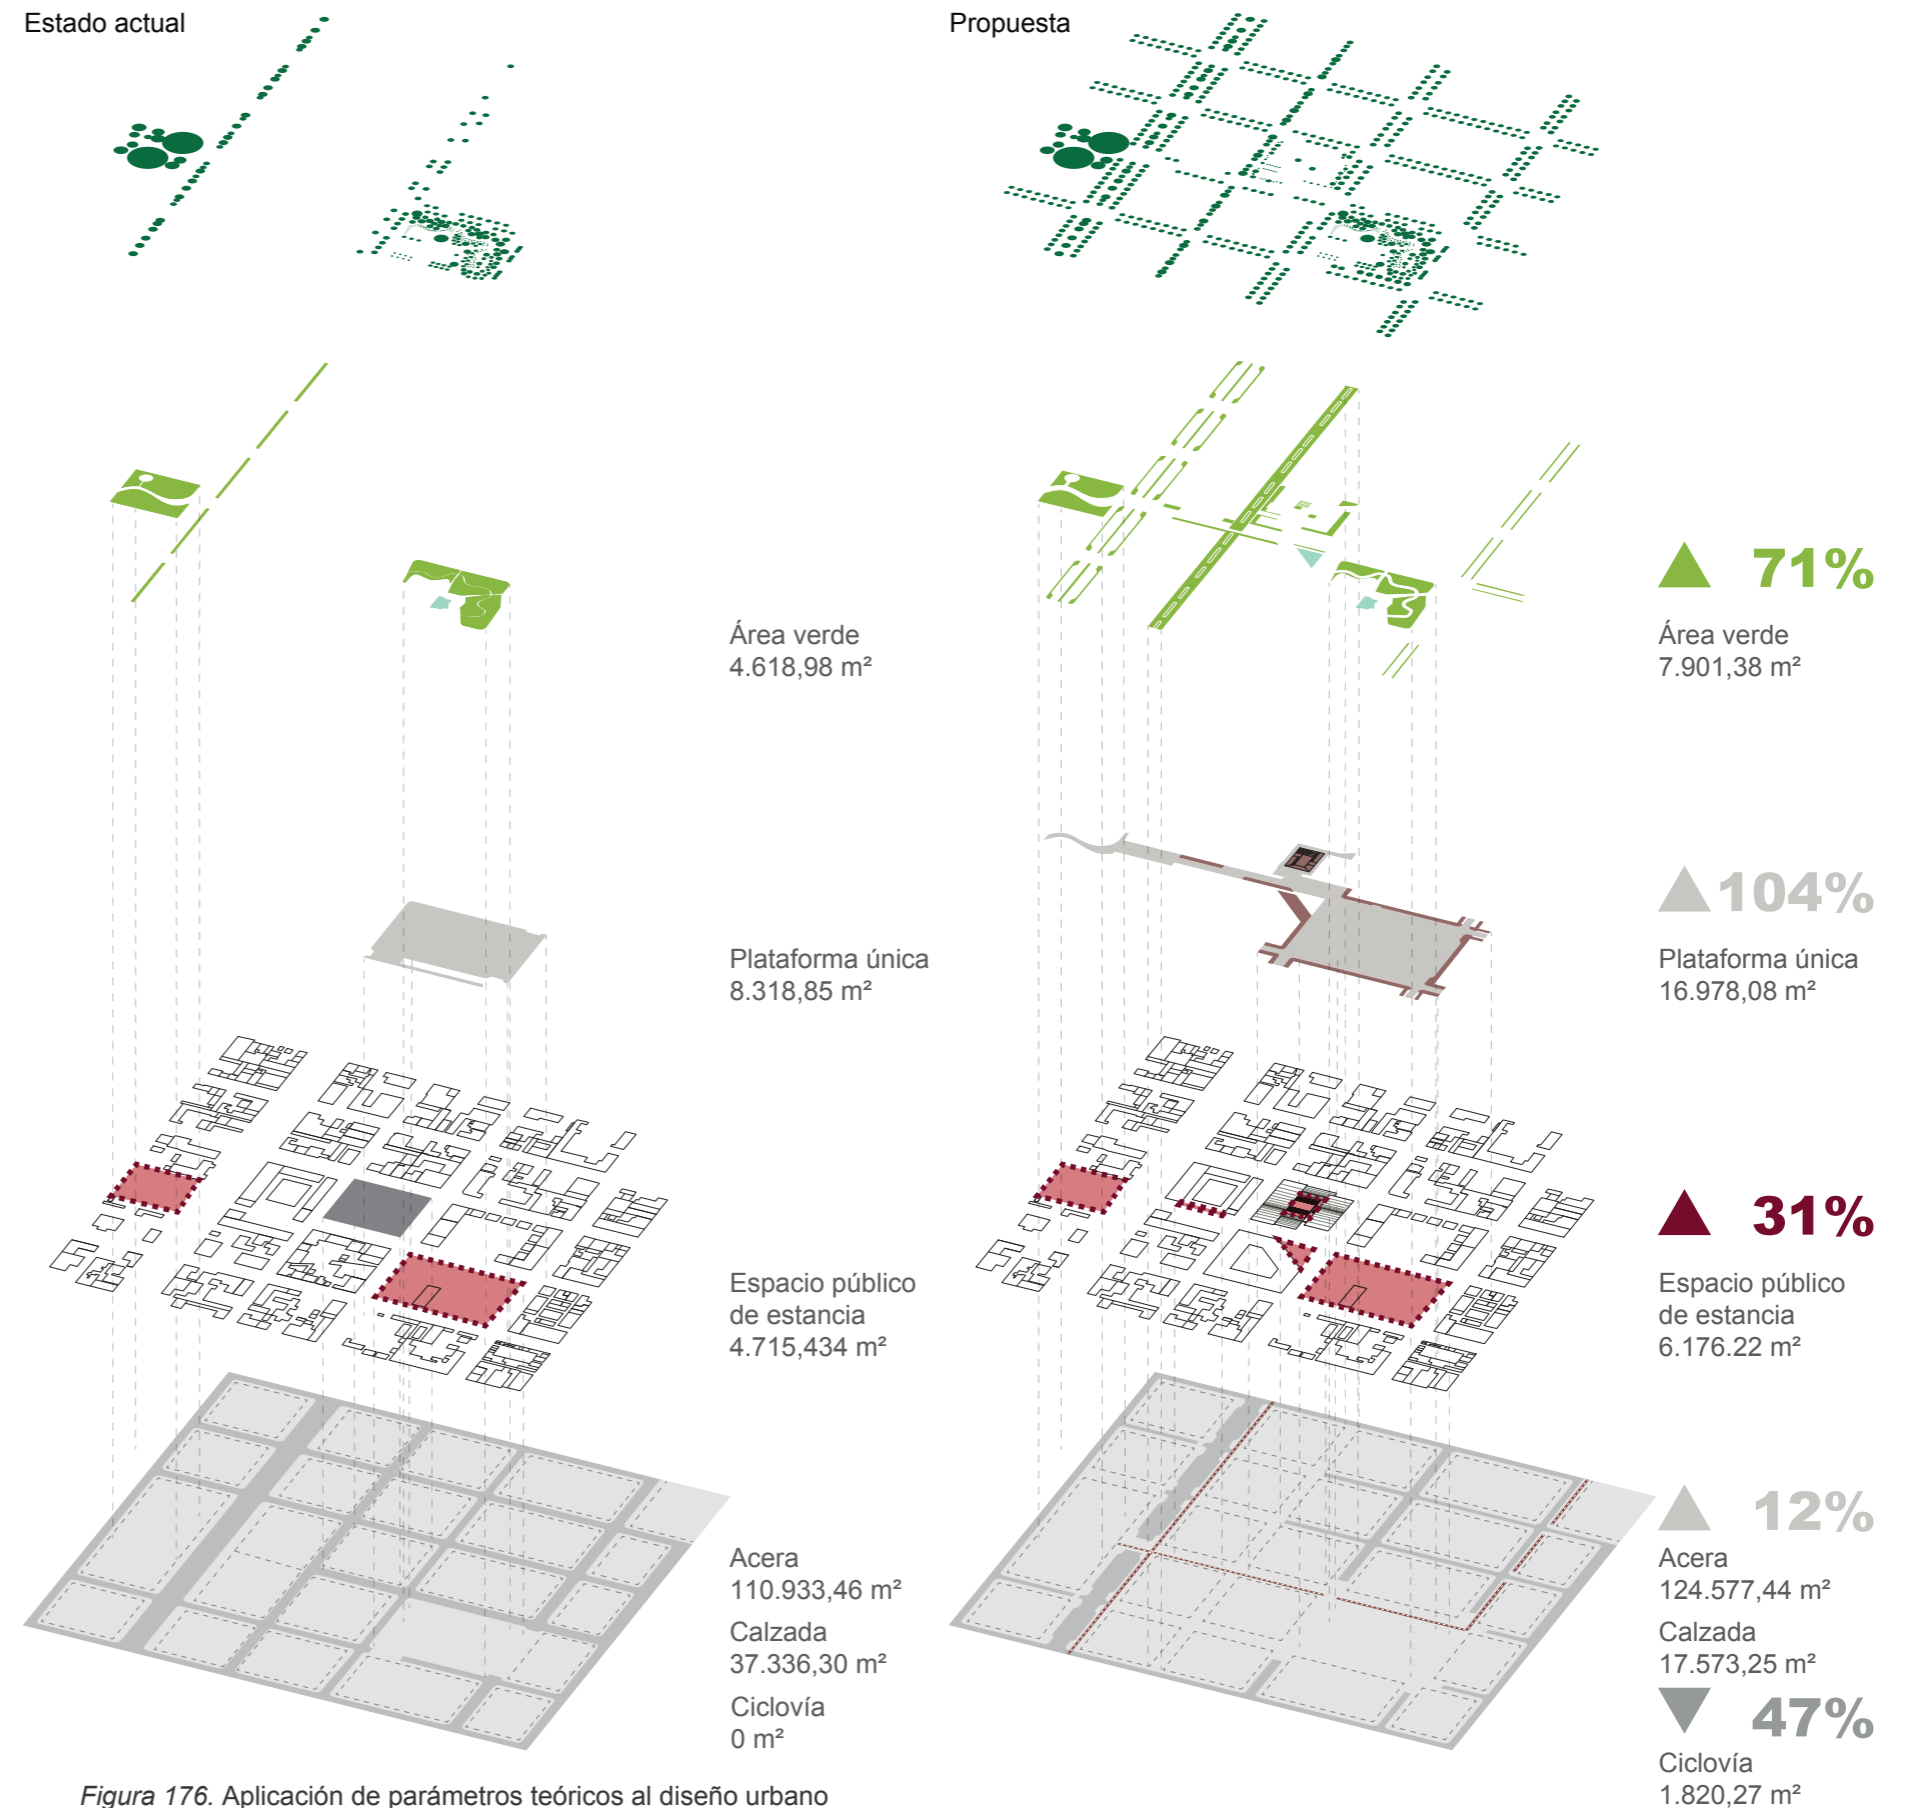 Estado actual
Área verde
4.618,98 m²
Plataforma única
8.318,85 m²
Espacio público
de estancia
4.715,434 m²
Acera
110.933,46 m²
Calzada
37.336,30 m²
Ciclovía
0 m²
Propuesta
71%
Área verde
7.901,38 m²
104%
Plataforma única
16.978,08 m²
31%
Espacio público
de estancia
6.176.22 m²
12%
Acera
124.577,44 m²
Calzada
17.573,25 m²
47%
Ciclovía
1.820,27 m²
Figura 176. Aplicación de parámetros teóricos al diseño urbano